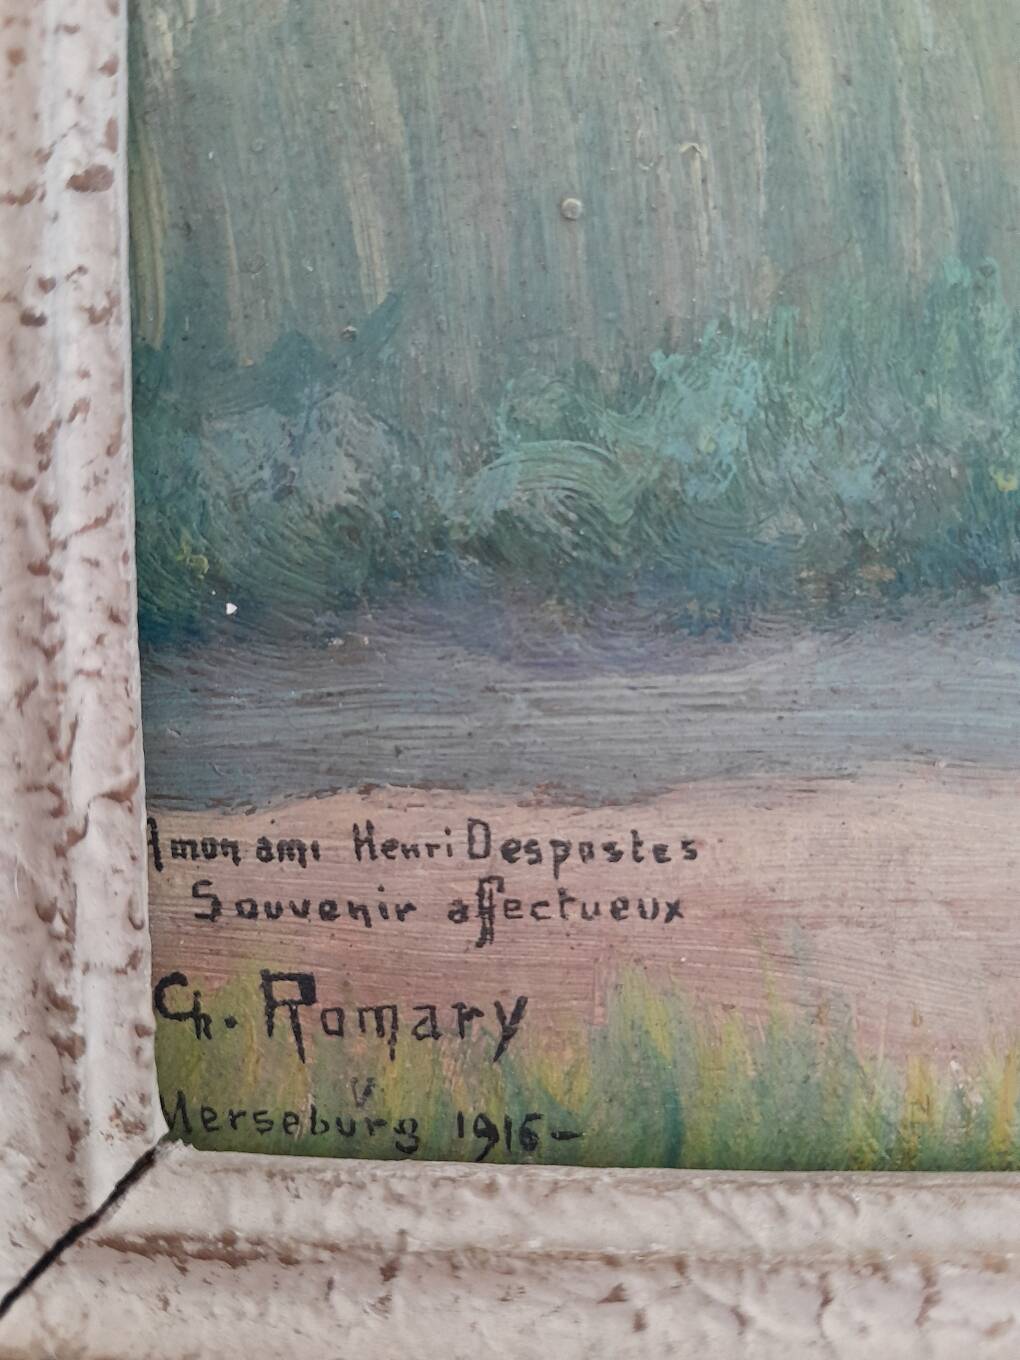 A mon ami Henri Despostes
Souvenir affectueux
Ch. Romary
Merseburg 1916-